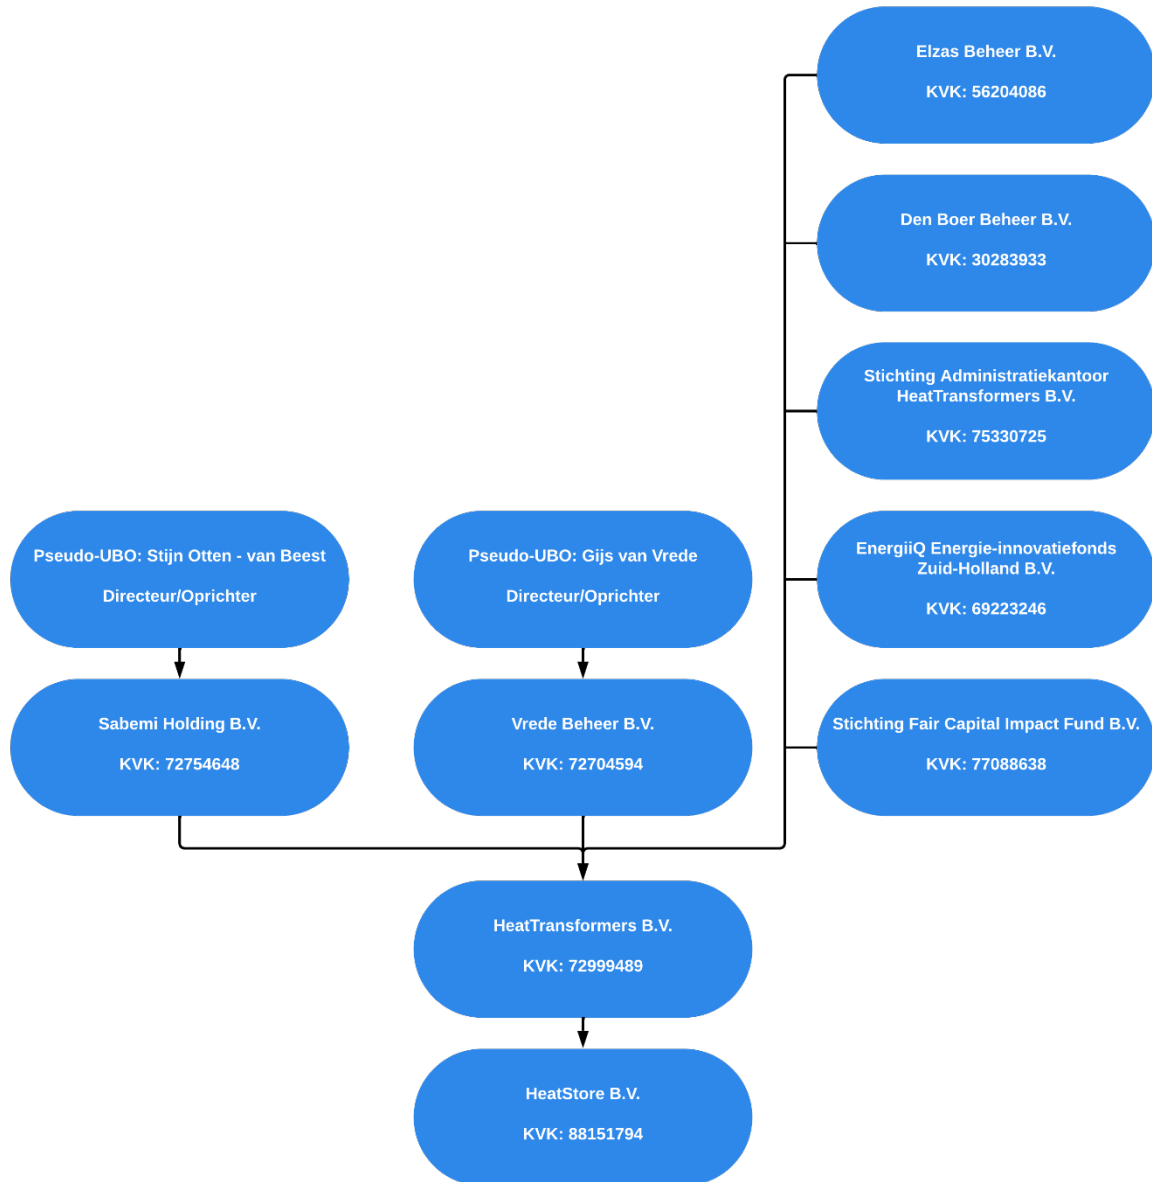 Elzas Beheer B.V.
KVK: 56204086
Den Boer Beheer B.V.
KVK: 30283933
Stichting Administratiekantoor
HeatTransformers B.V.
KVK: 75330725
Pseudo-UBO: Stijn Otten - van Beest
Directeur/Oprichter
Pseudo-UBO: Gijs van Vrede
Directeur/Oprichter
EnergiiQ Energie-innovatiefonds
Zuid-Holland B.V.
KVK: 69223246
Sabemi Holding B.V.
KVK: 72754648
Vrede Beheer B.V.
KVK: 72704594
Stichting Fair Capital Impact Fund B.V.
KVK: 77088638
HeatTransformers B.V.
KVK: 72999489
HeatStore B.V.
KVK: 88151794